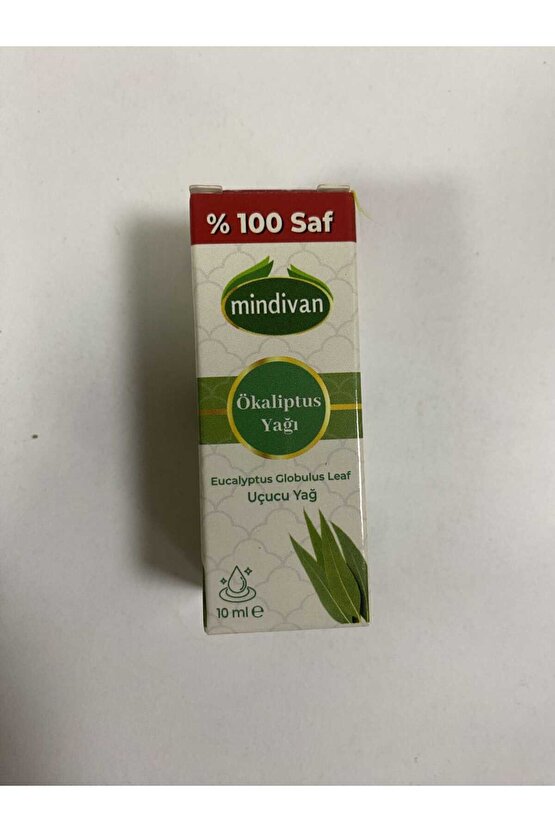 % 100 Saf
mindivan
Ökaliptus
Yağı
Eucalyptus Globulus Leaf
Uçucu Yağ
10 ml ℮